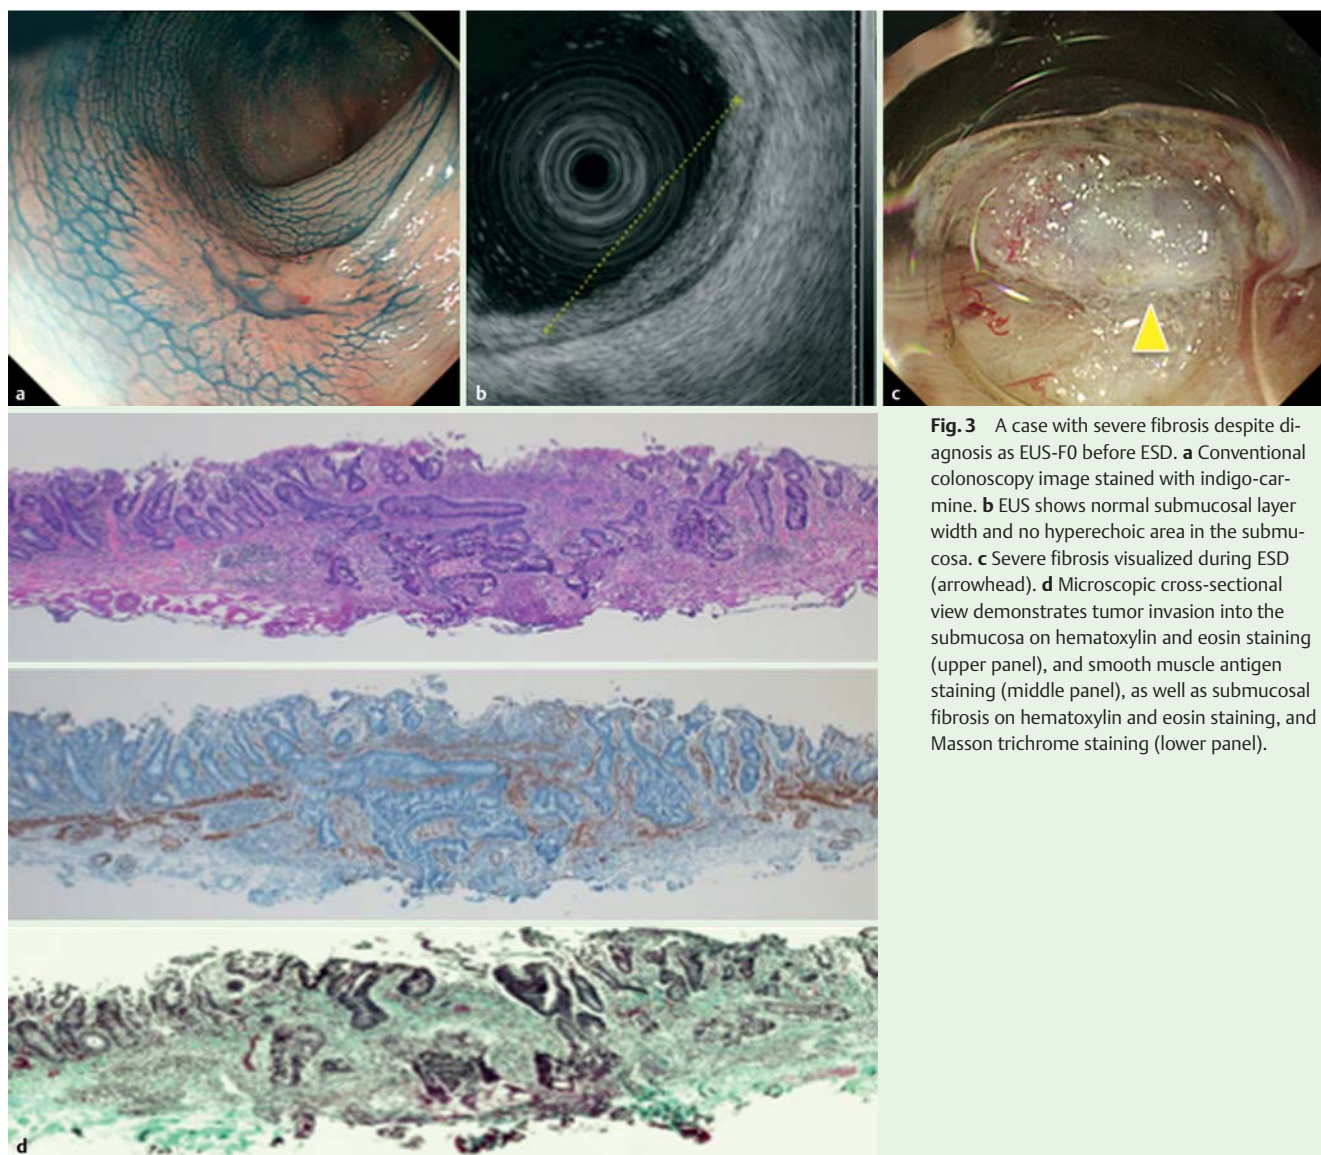 a
b
c
Fig. 3 A case with severe fibrosis despite di-
agnosis as EUS-F0 before ESD. a Conventional
colonoscopy image stained with indigo-car-
mine. b EUS shows normal submucosal layer
width and no hyperechoic area in the submu-
cosa. c Severe fibrosis visualized during ESD
(arrowhead). d Microscopic cross-sectional
view demonstrates tumor invasion into the
submucosa on hematoxylin and eosin staining
(upper panel), and smooth muscle antigen
staining (middle panel), as well as submucosal
fibrosis on hematoxylin and eosin staining, and
Masson trichrome staining (lower panel).
d